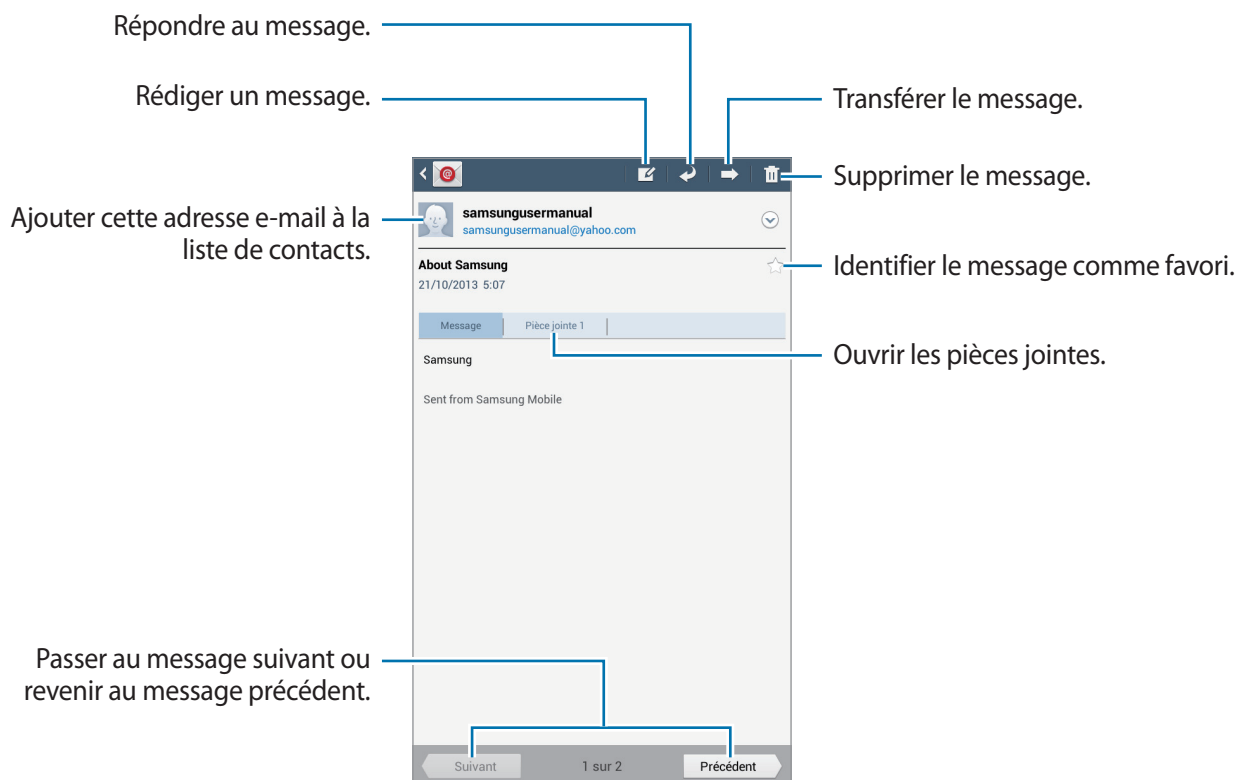 Répondre au message.
Rédiger un message.
Transférer le message.
Supprimer le message.
Ajouter cette adresse e-mail à la
liste de contacts.
samsungusermanual
samsungusermanual@yahoo.com
About Samsung
21/10/2013 5:07
Identifier le message comme favori.
Message
Pièce jointe 1
Ouvrir les pièces jointes.
Samsung
Sent from Samsung Mobile
Passer au message suivant ou
revenir au message précédent.
Suivant
1 sur 2
Précédent